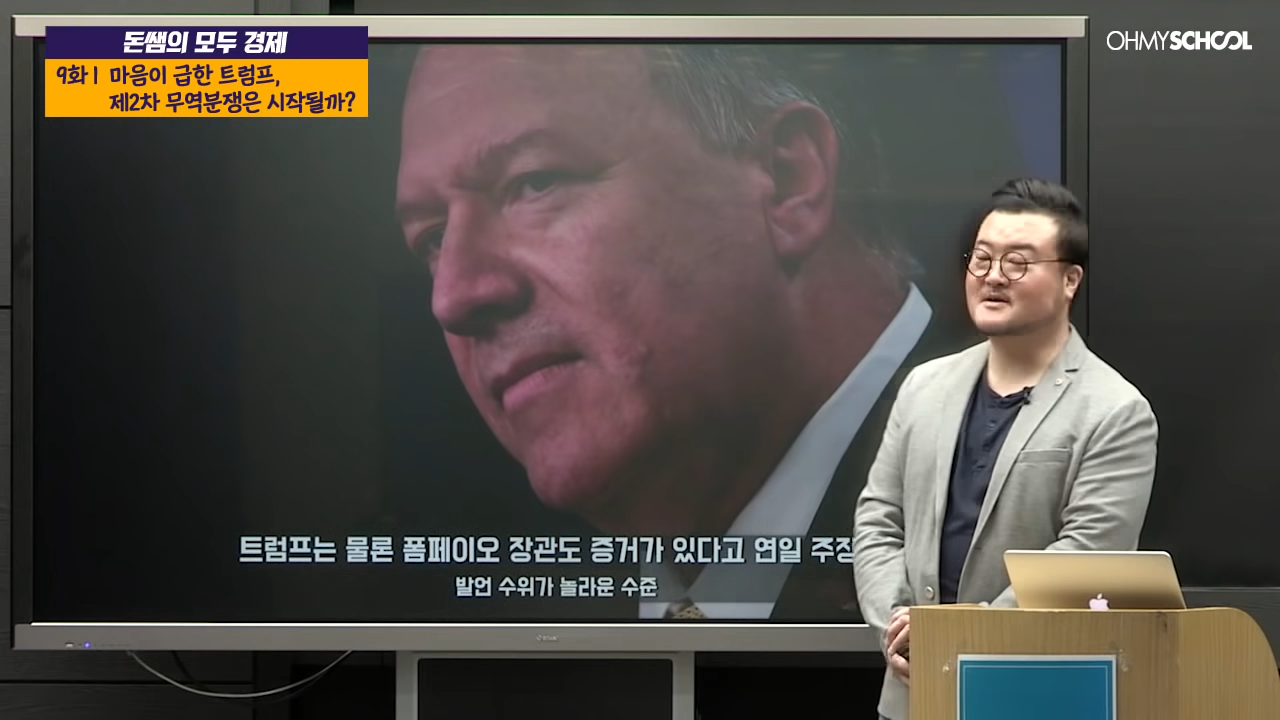 돈쌤의 모두 경제
9화 | 마음이 급한 트럼프,
제2차 무역분쟁은 시작될까?
OHMYSCHOOL
트럼프는 물론 폼페이오 장관도 증거가 있다고 연일 주장
발언 수위가 놀라운 수준